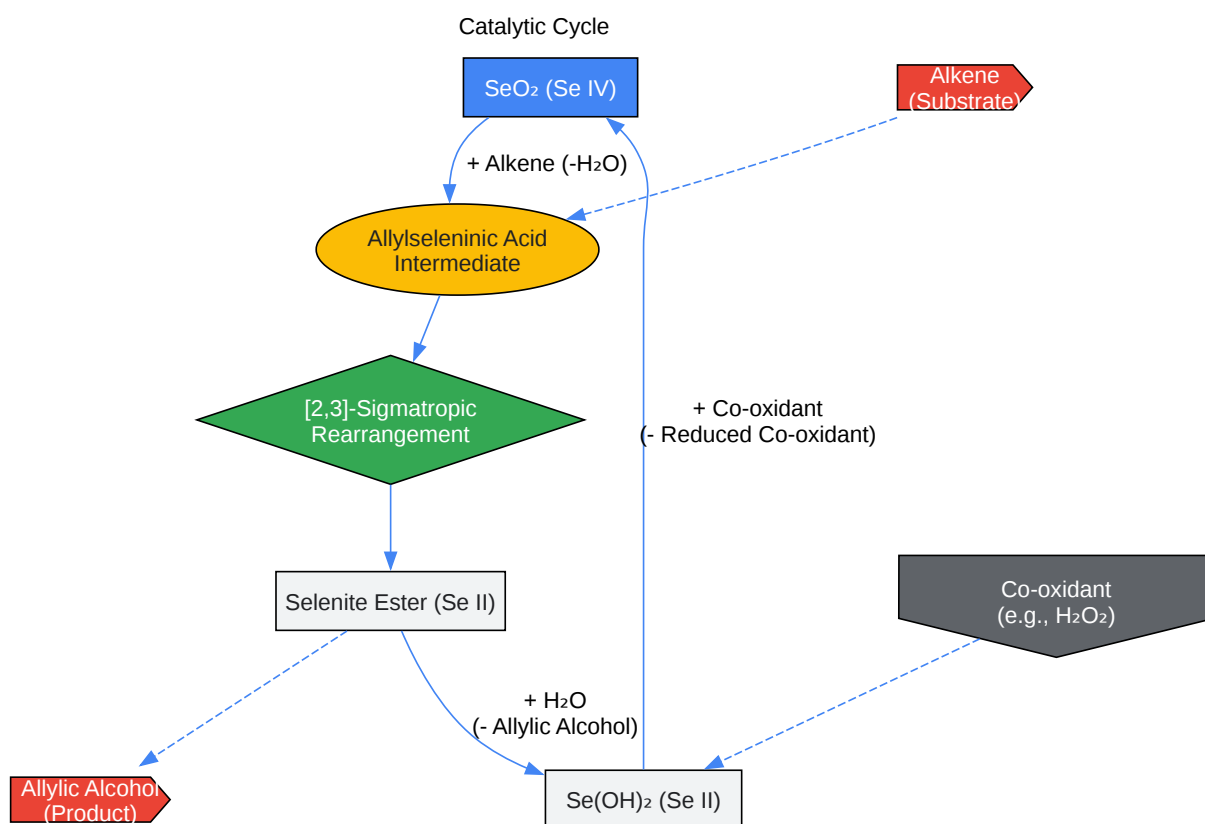 Catalytic Cycle
SeO₂ (Se IV)
Alkene
(Substrate)
+ Alkene (-H₂O)
Allylseleninic Acid
Intermediate
[2,3]-Sigmatropic
Rearrangement
+ Co-oxidant
(- Reduced Co-oxidant)
Selenite Ester (Se II)
Co-oxidant
(e.g., H₂O₂)
+ H₂O
(- Allylic Alcohol)
Allylic Alcohol
(Product)
Se(OH)₂ (Se II)